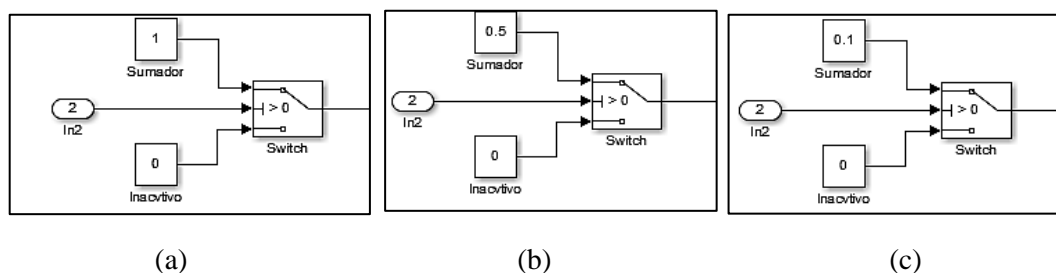 1
Sumador
2
In2
> 0
Switch
0
Inacvtivo
0.5
Sumador
2
In2
> 0
Switch
0
Inacvtivo
0.1
Sumador
2
In2
> 0
Switch
0
Inacvtivo
(a) (b) (c)